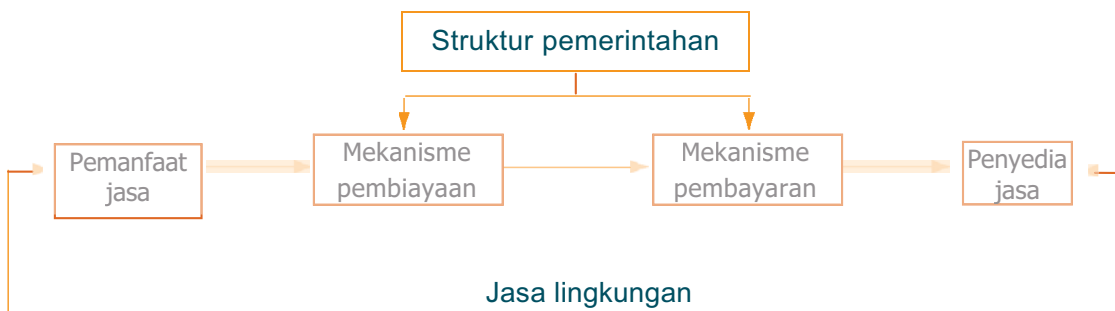 Struktur pemerintahan
Pemanfaat
jasa
Mekanisme
pembiayaan
Mekanisme
pembayaran
Penyedia
jasa
Jasa lingkungan